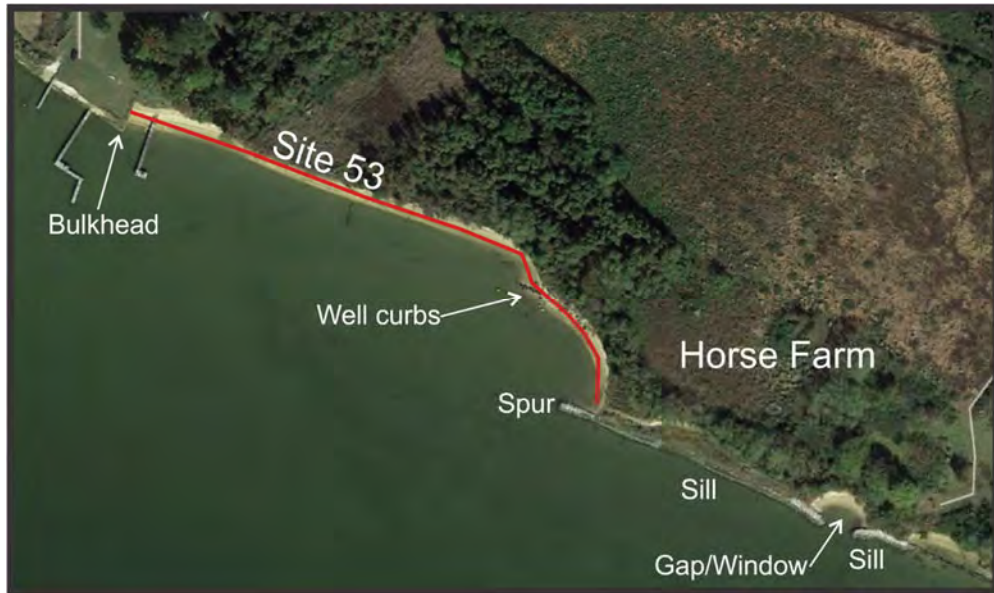 Site 53
Bulkhead
Well curbs
Horse Farm
Spur
Sill
Gap/Window
Sill